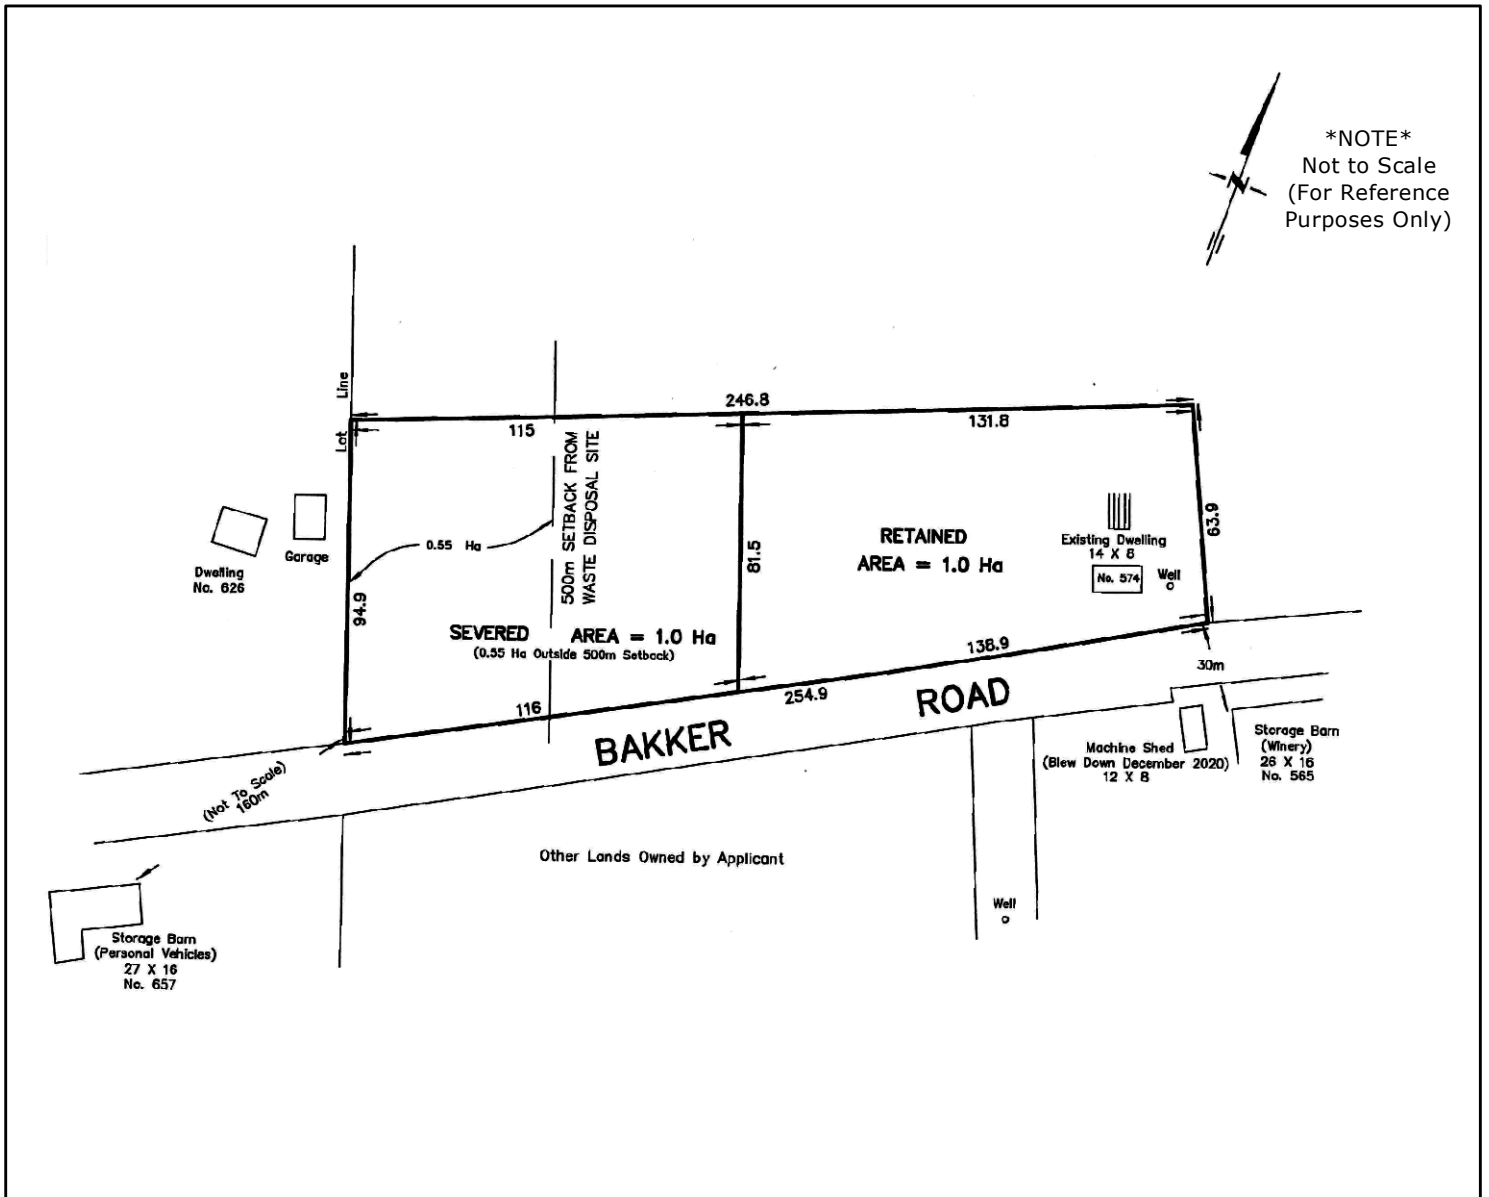 *NOTE*
Not to Scale
(For Reference
Purposes Only)
N
Lot Line
246.8
115
131.8
500m SETBACK FROM
WASTE DISPOSAL SITE
0.55 Ha
94.9
81.5
63.9
Garage
Dwelling
No. 626
RETAINED
AREA = 1.0 Ha
Existing Dwelling
14 X 8
No. 574
Well
SEVERED AREA = 1.0 Ha
(0.55 Ha Outside 500m Setback)
116
138.9
254.9
30m
BAKKER ROAD
(Not To Scale)
160m
Machine Shed
(Blew Down December 2020)
12 X 8
Storage Barn
(Winery)
26 X 16
No. 565
Other Lands Owned by Applicant
Well
Storage Barn
(Personal Vehicles)
27 X 16
No. 657